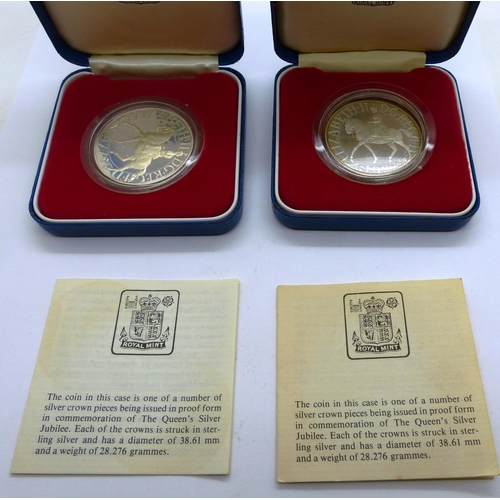 ELIZABETH·II
ROYAL MINT
The coin in this case is one of a number of
silver crown pieces being issued in proof form
in commemoration of The Queen's Silver
Jubilee. Each of the crowns is struck in ster-
ling silver and has a diameter of 38.61 mm
and a weight of 28.276 grammes.
ROYAL MINT
The coin in this case is one of a number of
silver crown pieces being issued in proof form
in commemoration of The Queen's Silver
Jubilee. Each of the crowns is struck in ster-
ling silver and has a diameter of 38.61 mm
and a weight of 28.276 grammes.